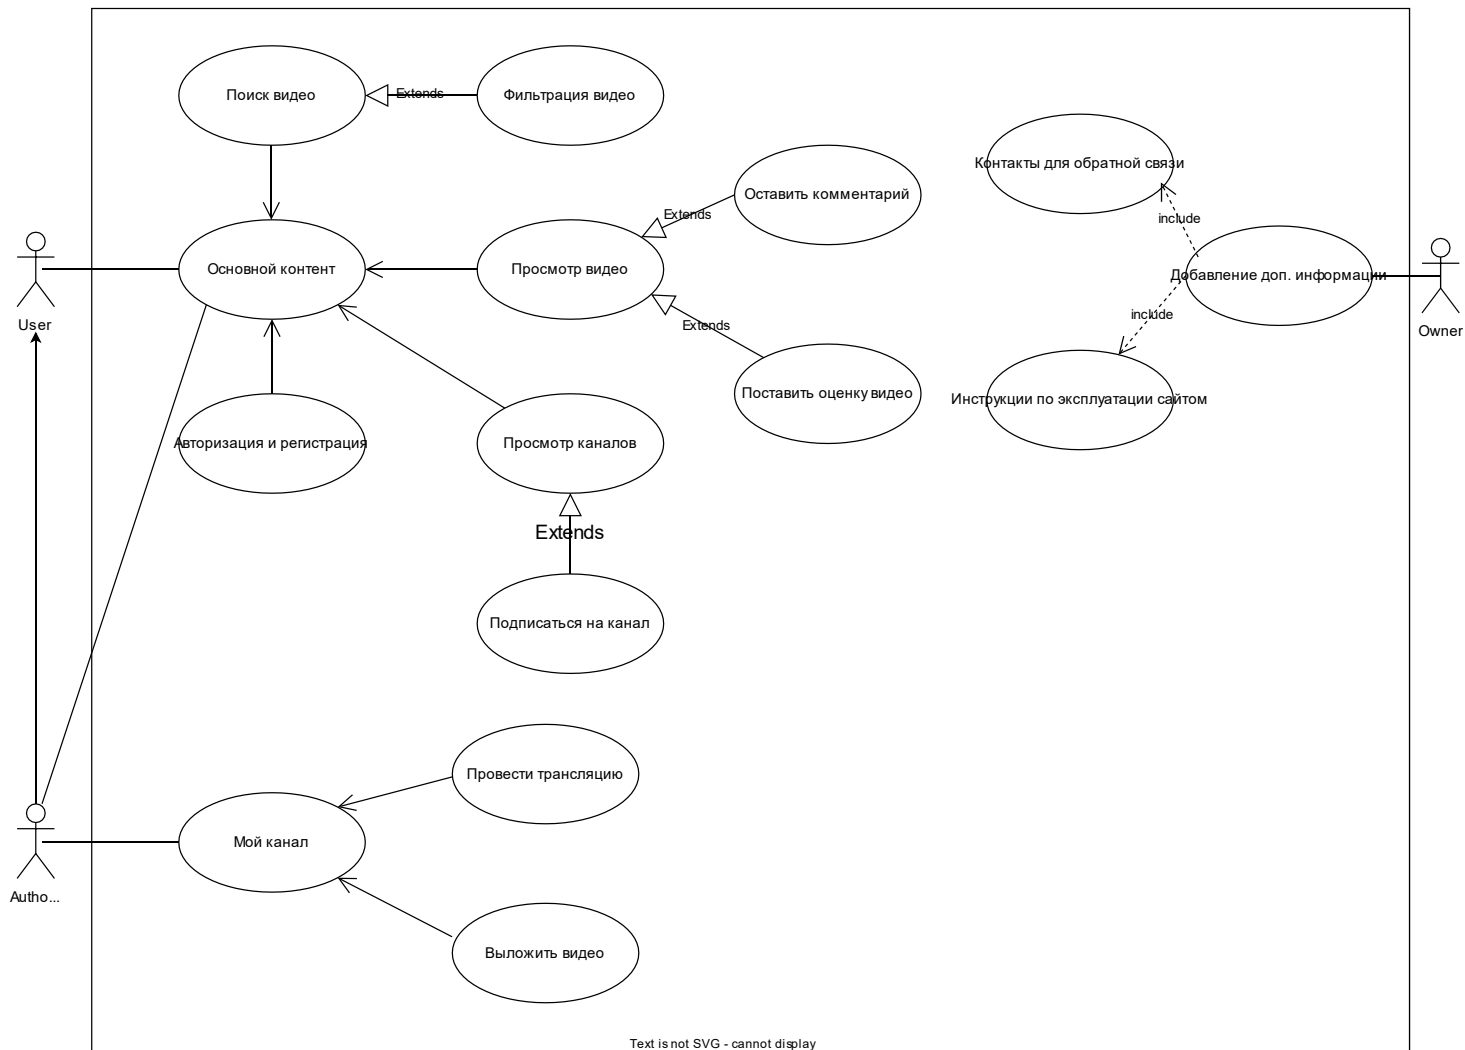 Поиск видео
Extends
Фильтрация видео
Оставить комментарий
Контакты для обратной связи
Extends
include
Основной контент
Просмотр видео
Добавление доп. информации
User
Extends
include
Owner
Поставить оценку видео
Инструкции по эксплуатации сайтом
Авторизация и регистрация
Просмотр каналов
Extends
Подписаться на канал
Провести трансляцию
Мой канал
Autho...
Выложить видео
Text is not SVG - cannot display